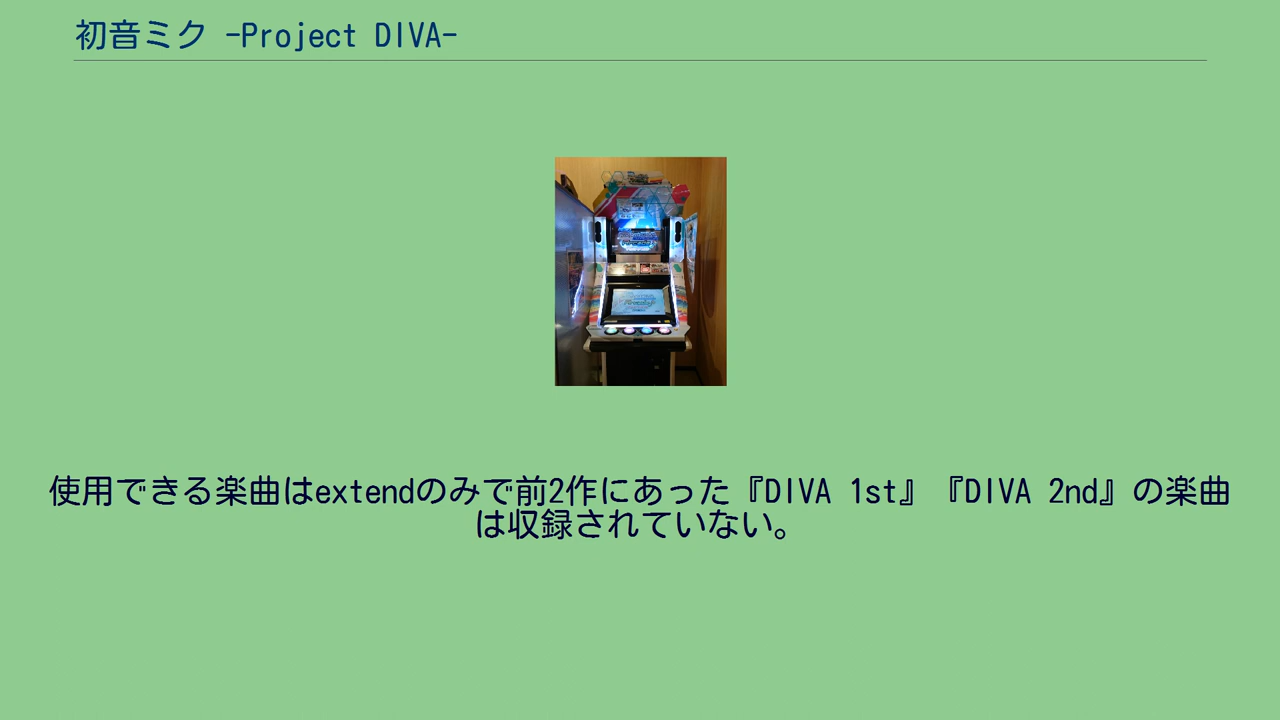 初音ミク -Project DIVA-
使用できる楽曲はextendのみで前2作にあった『DIVA 1st』『DIVA 2nd』の楽曲
は収録されていない。